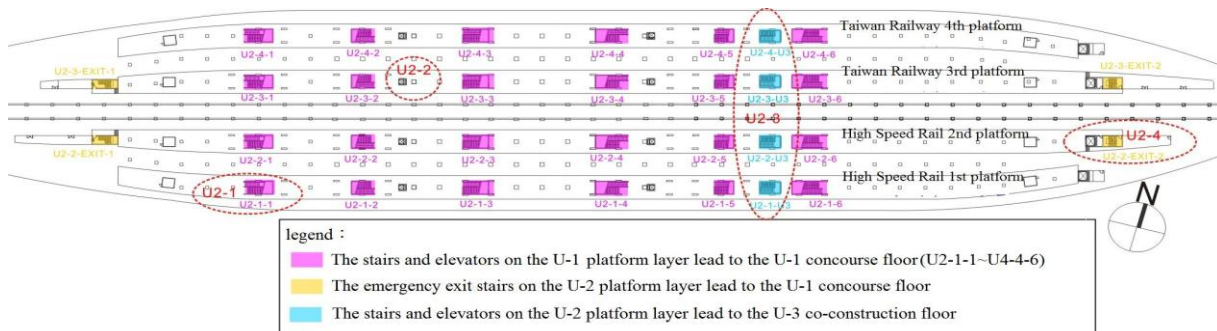 Taiwan Railway 4th platform
U2-4-1 U2-4-2 U2-4-3 U2-4-4 U2-4-5 U2-4-U3 U2-4-6
U2-3-EXIT-1 U2-2 Taiwan Railway 3rd platform U2-3-EXIT-2
U2-3-1 U2-3-2 U2-3-3 U2-3-4 U2-3-5 U2-3-U3 U2-3-6
U2-3
High Speed Rail 2nd platform U2-4
U2-2-EXIT-1 U2-2-EXIT-2
U2-2-1 U2-2-2 U2-2-3 U2-2-4 U2-2-5 U2-2-U3 U2-2-6
High Speed Rail 1st platform
U2-1
U2-1-1 U2-1-2 U2-1-3 U2-1-4 U2-1-5 U2-1-U3 U2-1-6
N
legend：
The stairs and elevators on the U-1 platform layer lead to the U-1 concourse floor(U2-1-1~U4-4-6)
The emergency exit stairs on the U-2 platform layer lead to the U-1 concourse floor
The stairs and elevators on the U-2 platform layer lead to the U-3 co-construction floor